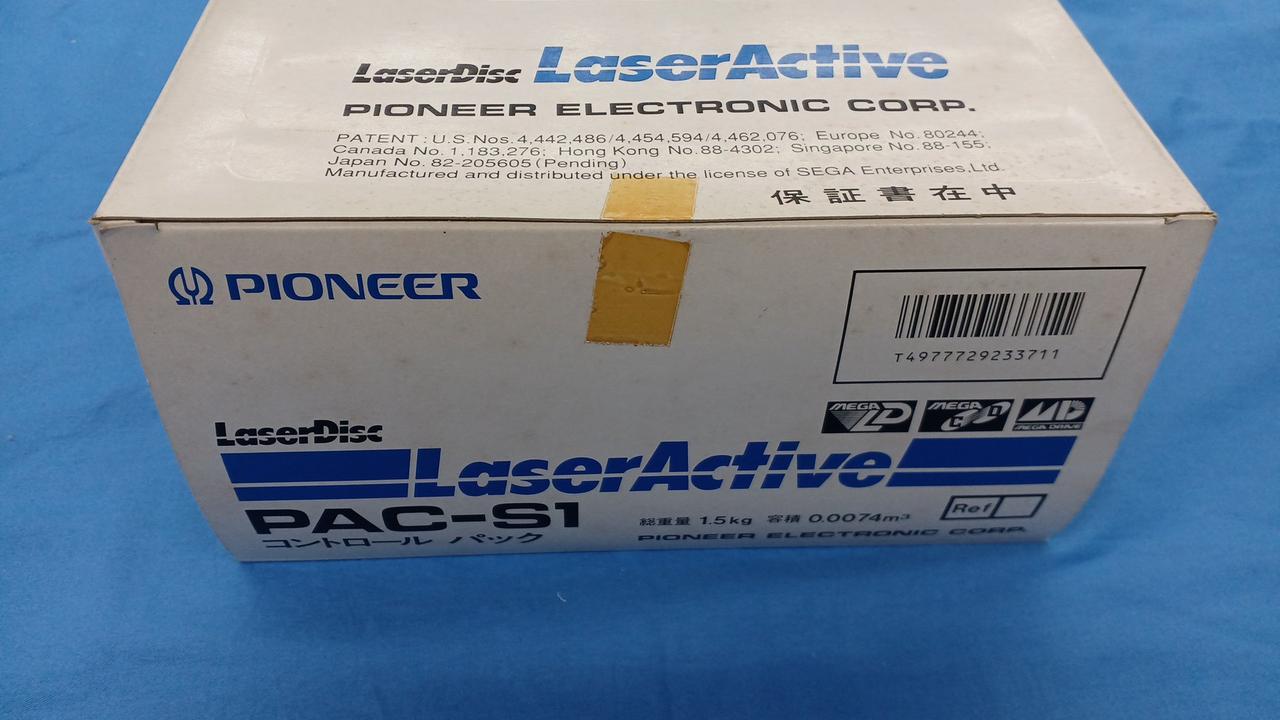 LaserDisc LaserActive
PIONEER ELECTRONIC CORP.
PATENT : U.S. Nos. 4,442,486/4,454,594/4,462,076; Europe No. 80244;
Canada No. 1,183,276; Hong Kong No. 88-4302; Singapore No. 88-155;
Japan No. 82-205605 (Pending)
Manufactured and distributed under the license of SEGA Enterprises, Ltd.
保証書在中
PIONEER
T4977729233711
MEGA LD
MEGA CD
MD
MEGA DRIVE
LaserDisc
LaserActive
PAC-S1
コントロール パック
総重量 1.5kg 容積 0.0074m³
Ref
PIONEER ELECTRONIC CORP.